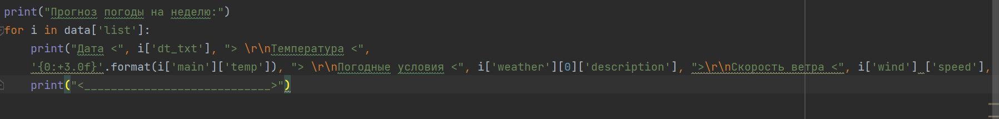 print("Прогноз погоды на неделю:")
for i in data['list']:
    print("Дата <", i['dt_txt'], "> \r\nТемпература <",
    '{0:+3.0f}'.format(i['main']['temp']), "> \r\nПогодные условия <", i['weather'][0]['description'], ">\r\nСкорость ветра <", i['wind'] ['speed'],
    print("<____________________________>")